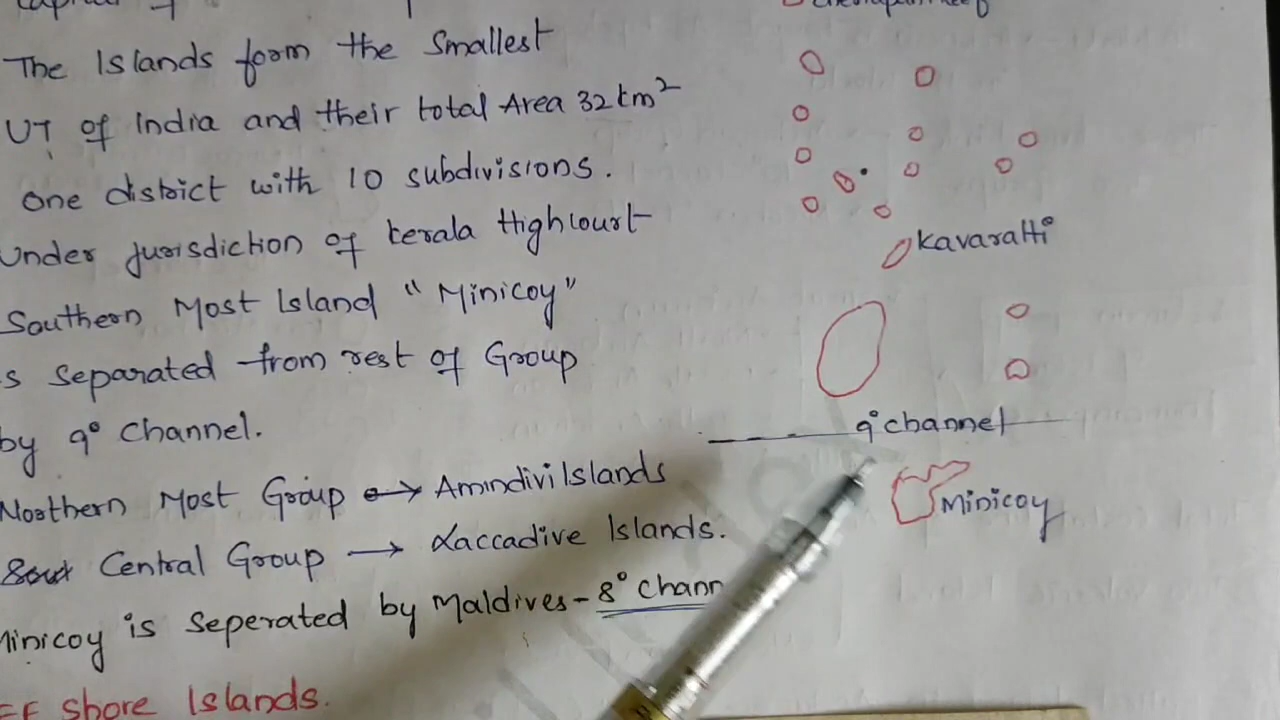 The Islands form the Smallest
UT of India and their total Area 32 km²
One district with 10 subdivisions.
Under jurisdiction of kerala Highcourt
Southern Most Island "Minicoy"
s Separated from rest of Group
by 9° Channel.
Northern Most Group → Amindivi Islands
Central Group → Laccadive Islands.
Minicoy is seperated by Maldives - 8° Chann
FF Shore Islands.
Kavaratti
9° channel
Minicoy